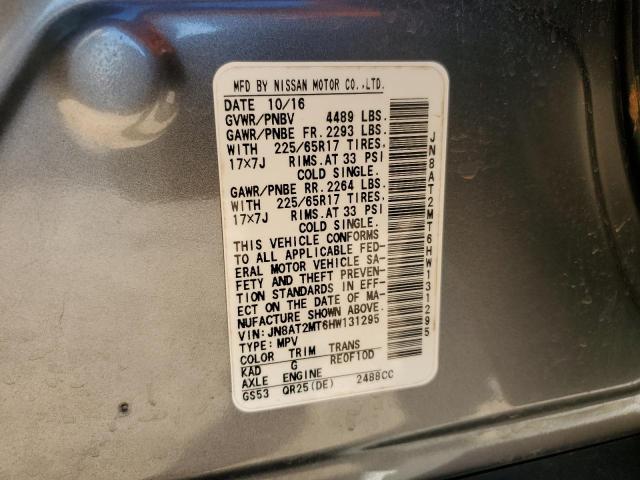 MFD BY NISSAN MOTOR CO.,LTD.
DATE 10/16
GVWR/PNBV 4489 LBS.
GAWR/PNBE FR. 2293 LBS.
WITH 225/65R17 TIRES.
17X7J RIMS.AT 33 PSI
COLD SINGLE.
GAWR/PNBE RR. 2264 LBS.
WITH 225/65R17 TIRES.
17X7J RIMS.AT 33 PSI
COLD SINGLE.
THIS VEHICLE CONFORMS
TO ALL APPLICABLE FED-
ERAL MOTOR VEHICLE SA-
FETY AND THEFT PREVEN-
TION STANDARDS IN EFF-
ECT ON THE DATE OF MA-
NUFACTURE SHOWN ABOVE.
VIN:JN8AT2MT6HW131295
TYPE:MPV
COLOR TRIM TRANS
KAD G RE0F10D
AXLE ENGINE
GS53 QR25(DE) 2488CC
JN8AT2MT6HW131295